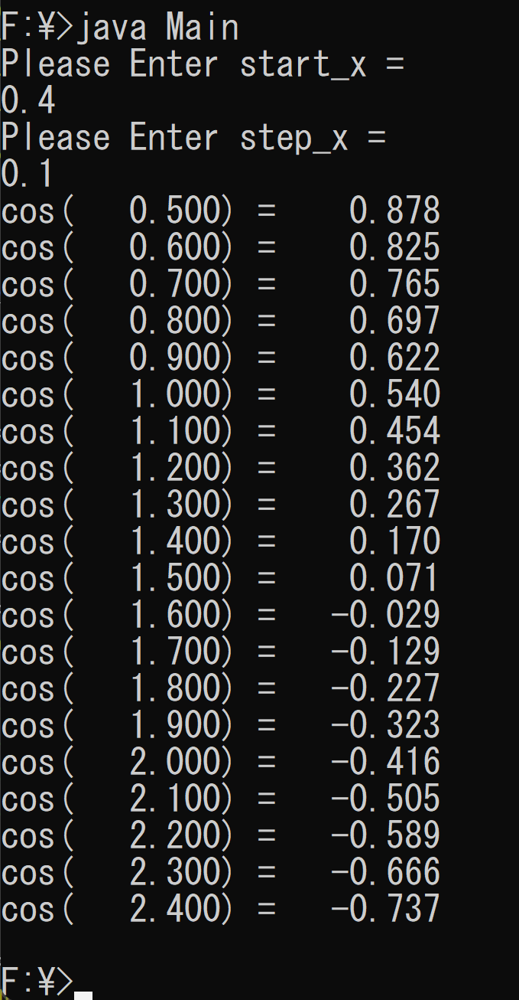 F:¥>java Main
Please Enter start_x =
0.4
Please Enter step_x =
0.1
cos(   0.500) =    0.878
cos(   0.600) =    0.825
cos(   0.700) =    0.765
cos(   0.800) =    0.697
cos(   0.900) =    0.622
cos(   1.000) =    0.540
cos(   1.100) =    0.454
cos(   1.200) =    0.362
cos(   1.300) =    0.267
cos(   1.400) =    0.170
cos(   1.500) =    0.071
cos(   1.600) =   -0.029
cos(   1.700) =   -0.129
cos(   1.800) =   -0.227
cos(   1.900) =   -0.323
cos(   2.000) =   -0.416
cos(   2.100) =   -0.505
cos(   2.200) =   -0.589
cos(   2.300) =   -0.666
cos(   2.400) =   -0.737
F:¥>